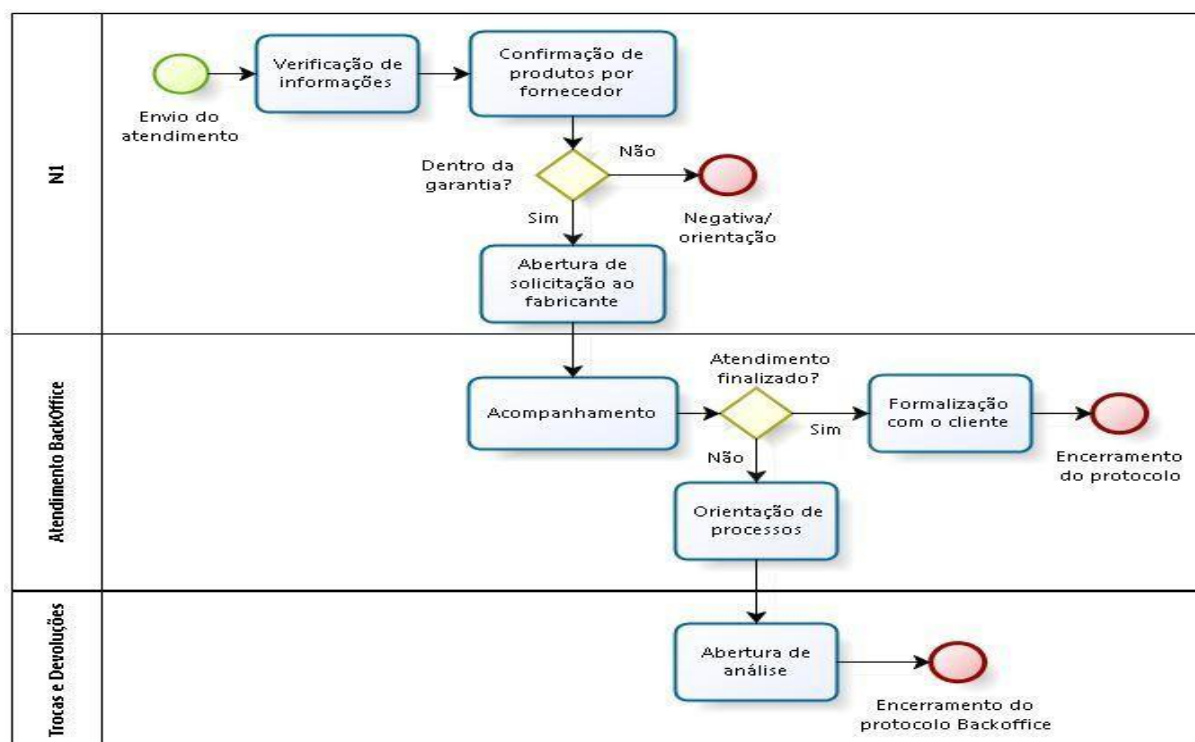 N1
Envio do
atendimento
Verificação de
informações
Confirmação de
produtos por
fornecedor
Dentro da
garantia?
Não
Negativa/
orientação
Sim
Abertura de
solicitação ao
fabricante
Atendimento BackOffice
Acompanhamento
Atendimento
finalizado?
Sim
Formalização
com o cliente
Encerramento
do protocolo
Não
Orientação de
processos
Trocas e Devoluções
Abertura de
análise
Encerramento do
protocolo Backoffice